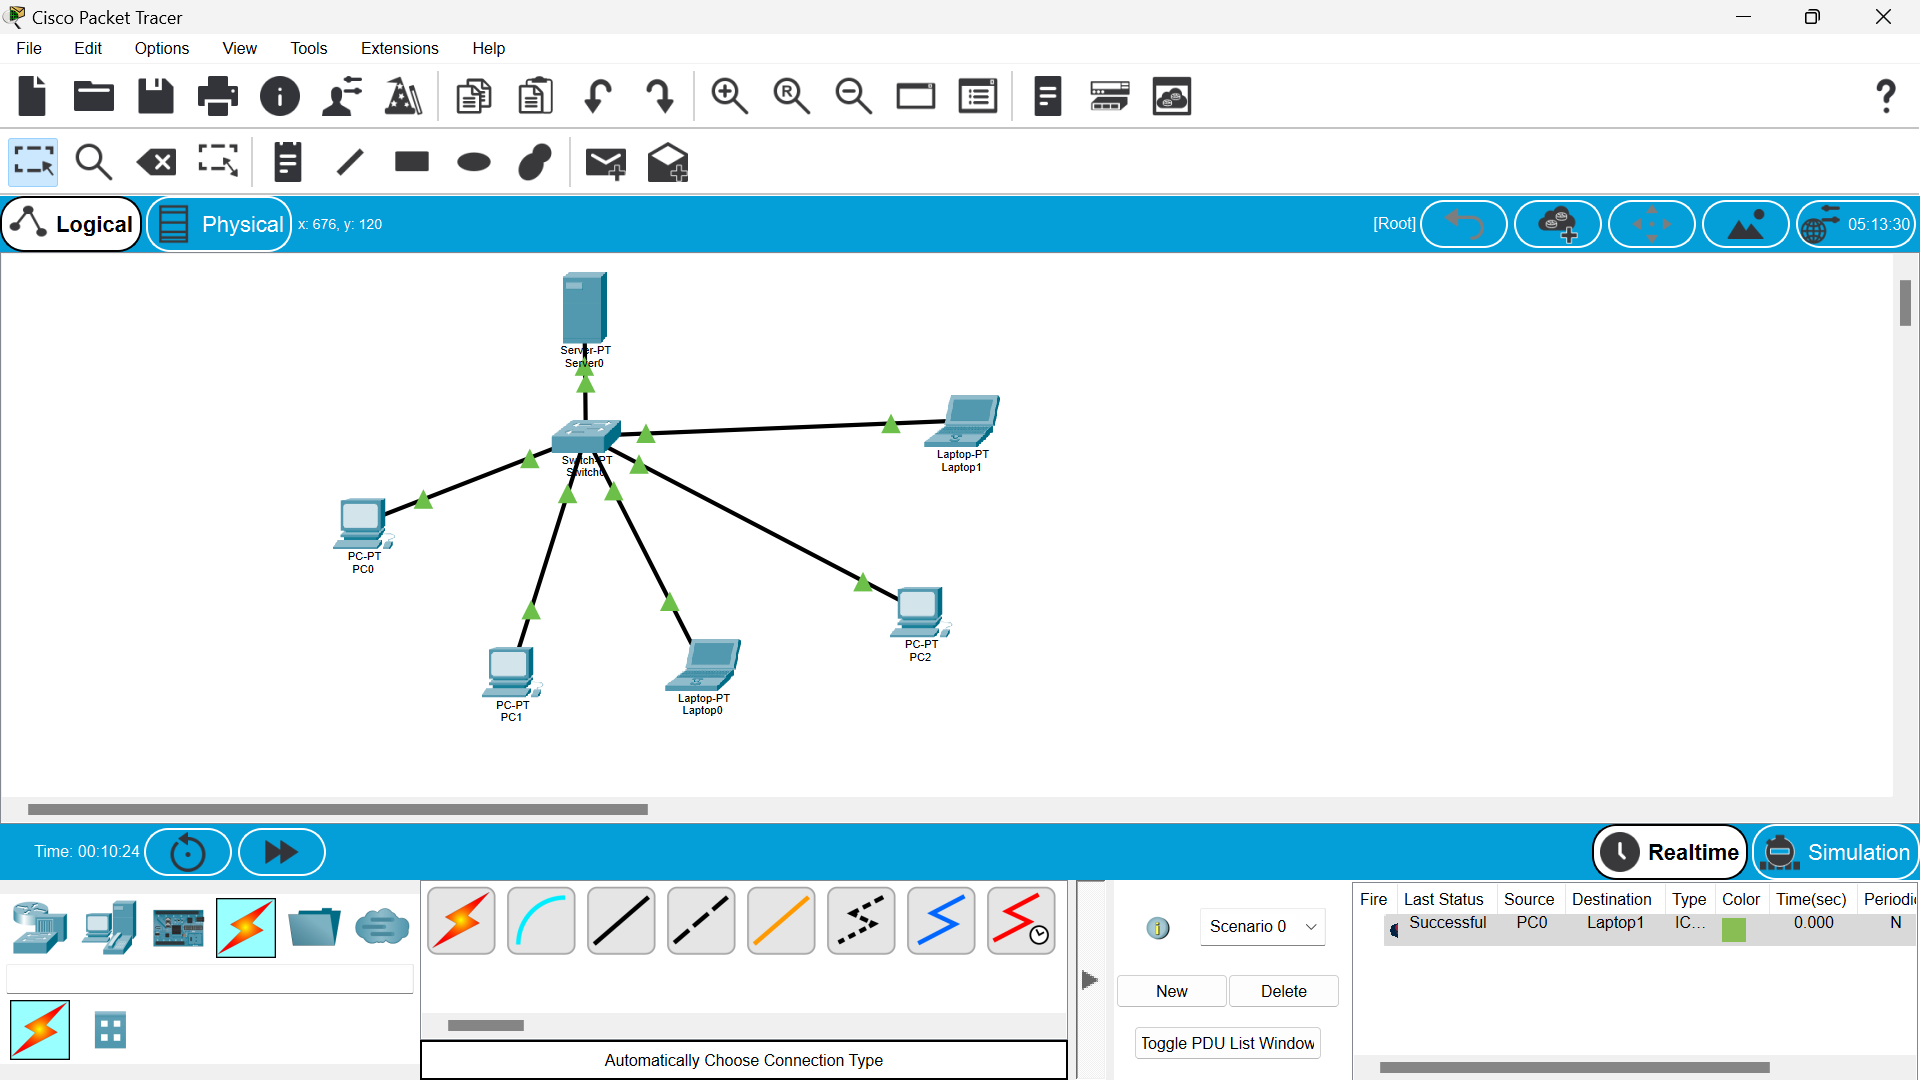 Cisco Packet Tracer
File Edit Options View Tools Extensions Help
Logical Physical x: 676, y: 120 [Root] 05:13:30
Server-PT
Server0
Switch-PT
Switch0
Laptop-PT
Laptop1
PC-PT
PC0
PC-PT
PC2
Laptop-PT
Laptop0
PC-PT
PC1
Time: 00:10:24 Realtime Simulation
Fire Last Status Source Destination Type Color Time(sec) Periodi
Successful PC0 Laptop1 IC... 0.000 N
Scenario 0
New Delete
Toggle PDU List Window
Automatically Choose Connection Type